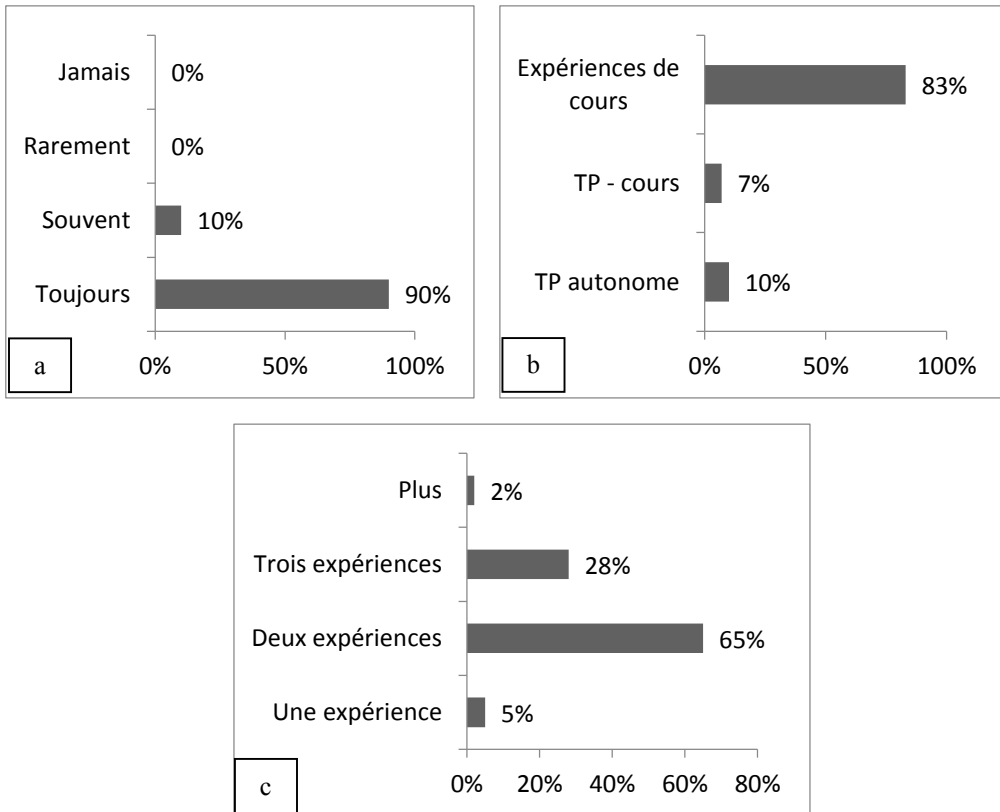 Jamais 0%
Rarement 0%
Souvent 10%
Toujours 90%
0% 50% 100%
a
Expériences de
cours 83%
TP - cours 7%
TP autonome 10%
0% 50% 100%
b
Plus 2%
Trois expériences 28%
Deux expériences 65%
Une expérience 5%
0% 20% 40% 60% 80%
c